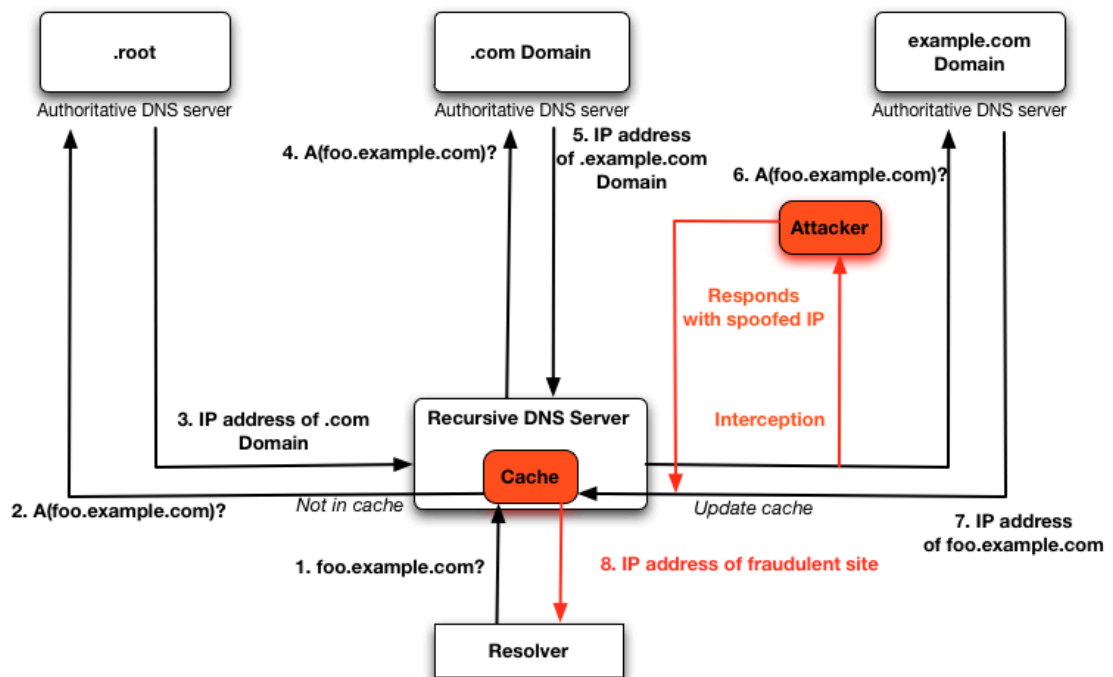 .root
Authoritative DNS server
.com Domain
Authoritative DNS server
example.com
Domain
Authoritative DNS server
4. A(foo.example.com)?
5. IP address
of .example.com
Domain
6. A(foo.example.com)?
Attacker
Responds
with spoofed IP
Interception
3. IP address of .com
Domain
Recursive DNS Server
Cache
2. A(foo.example.com)?
Not in cache
Update cache
7. IP address
of foo.example.com
1. foo.example.com?
8. IP address of fraudulent site
Resolver